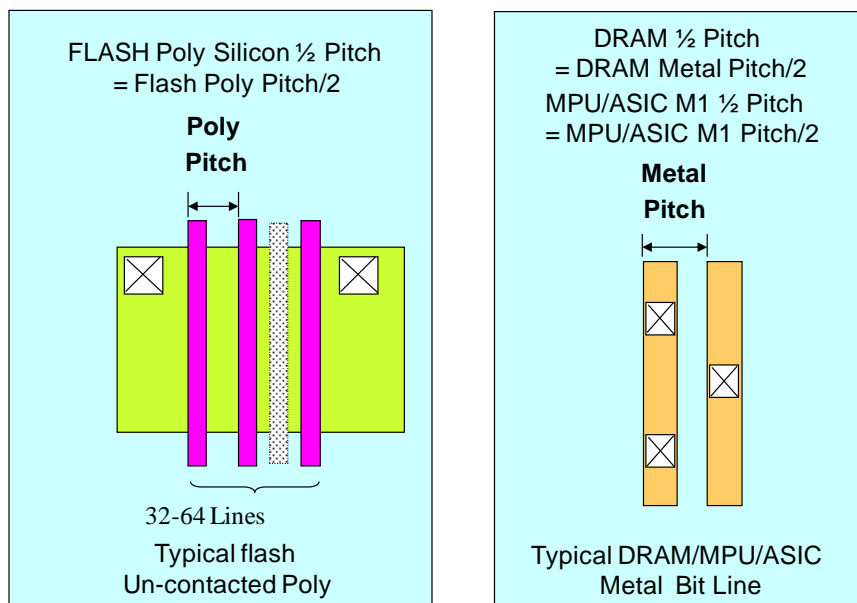 FLASH Poly Silicon ½ Pitch
= Flash Poly Pitch/2
Poly
Pitch
32-64 Lines
Typical flash
Un-contacted Poly
DRAM ½ Pitch
= DRAM Metal Pitch/2
MPU/ASIC M1 ½ Pitch
= MPU/ASIC M1 Pitch/2
Metal
Pitch
Typical DRAM/MPU/ASIC
Metal Bit Line